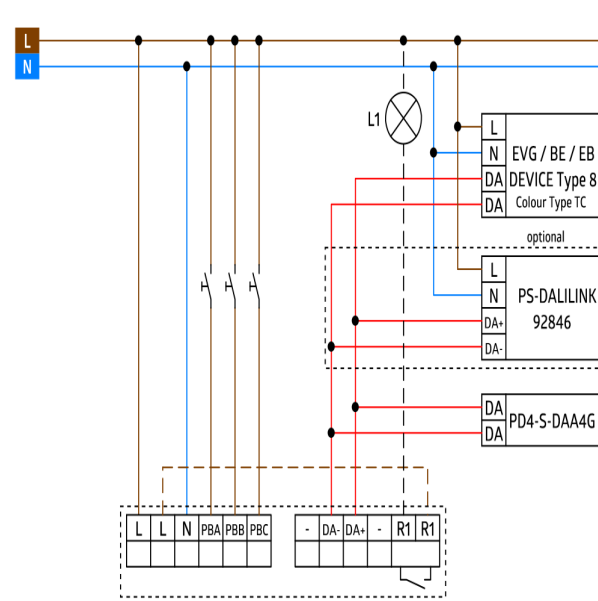 L
N
L1
L
N EVG / BE / EB
DA DEVICE Type 8
DA Colour Type TC
optional
L
N PS-DALILINK
DA+ 92846
DA-
DA
DA PD4-S-DAA4G
L L N PBA PBB PBC - DA- DA+ - R1 R1